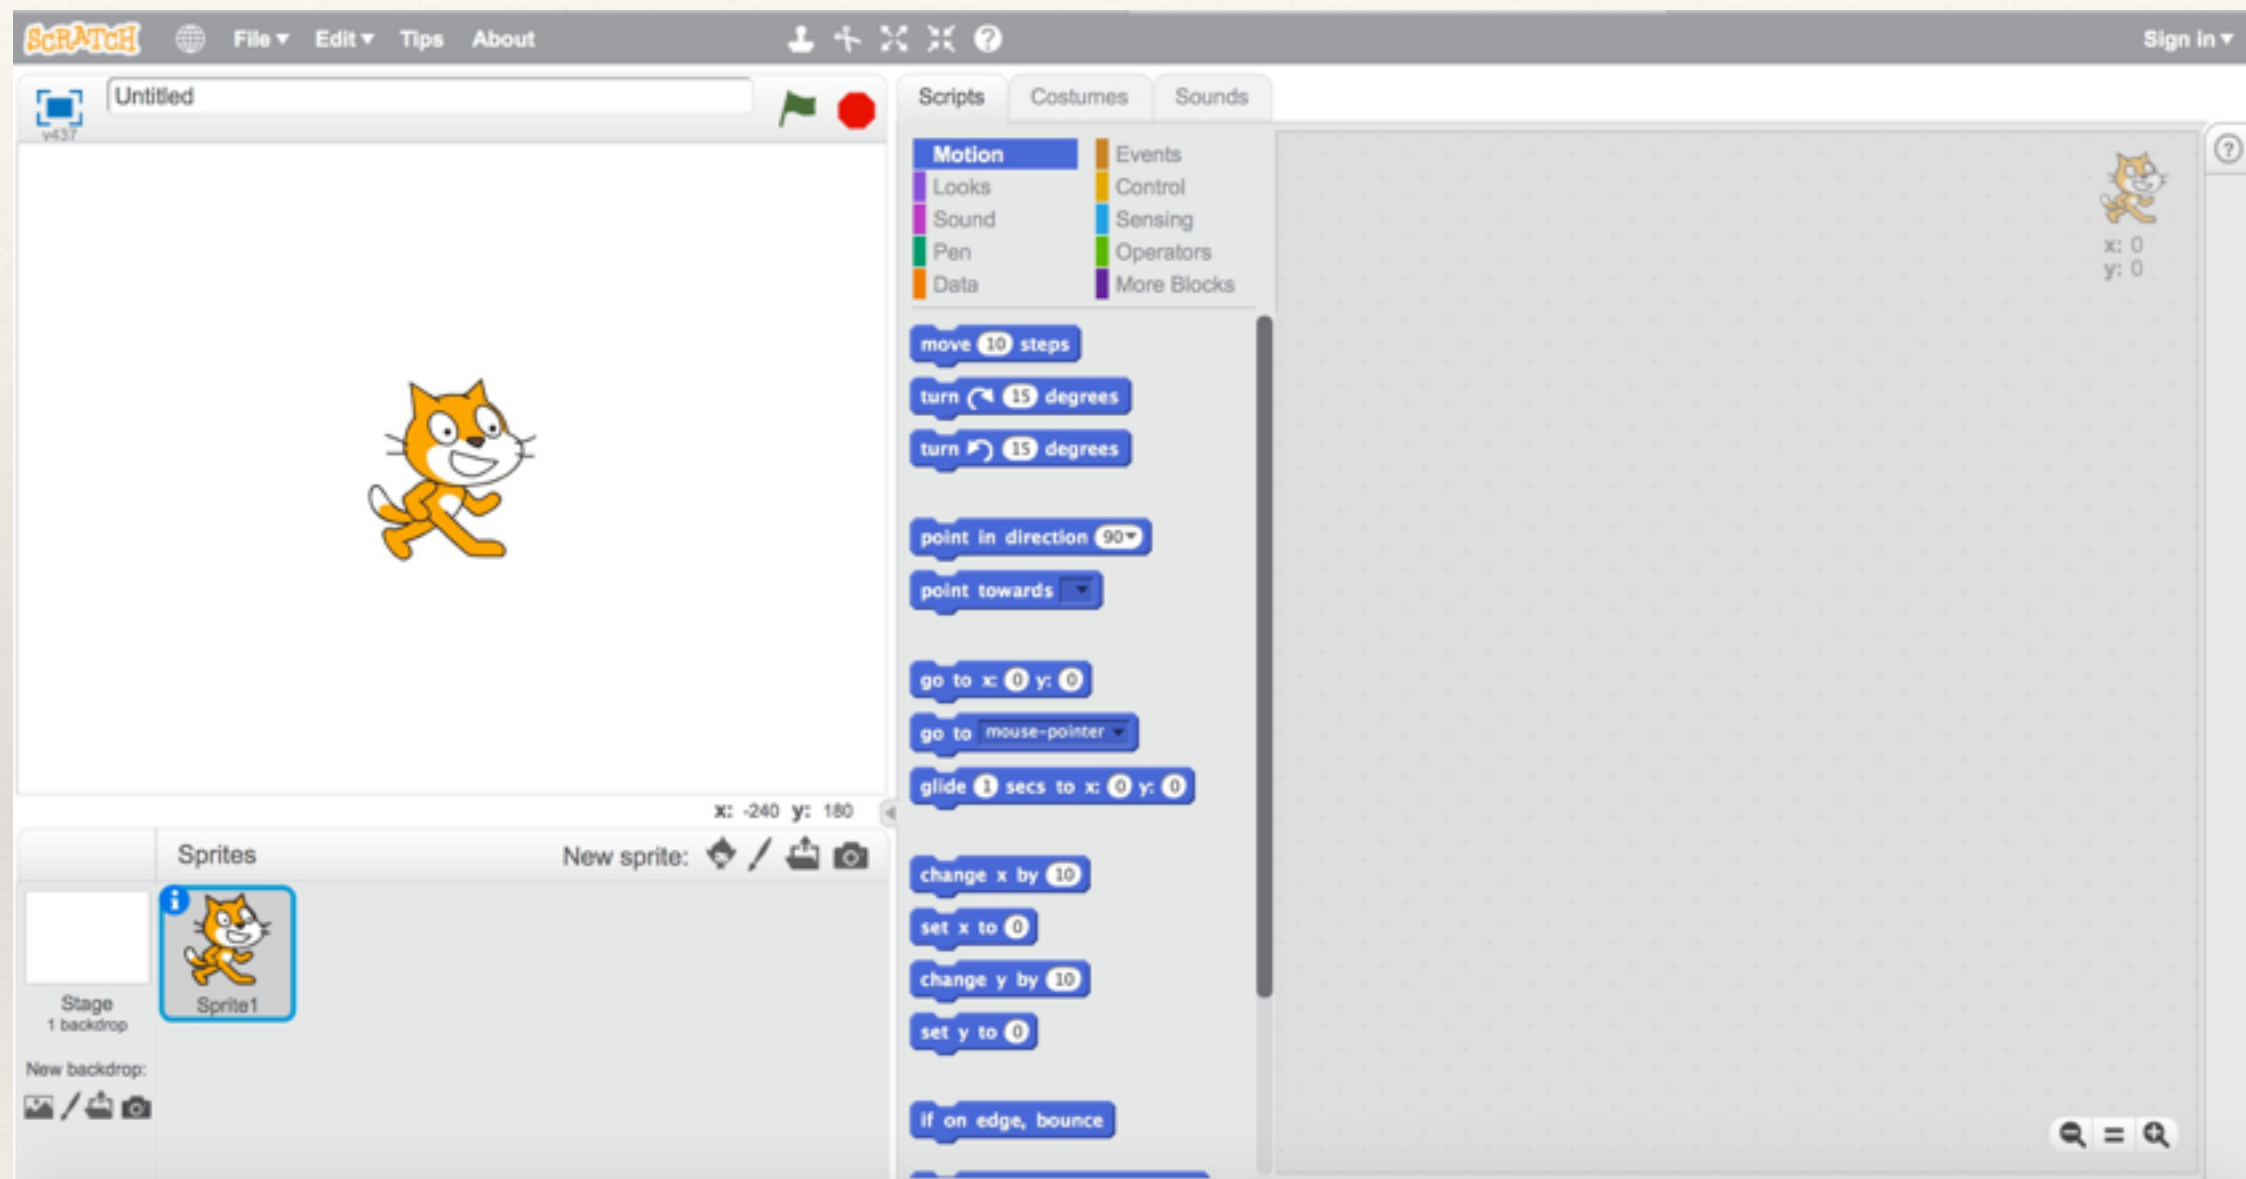 SCRATCH File Edit Tips About Sign in
Untitled
v437
Scripts Costumes Sounds
Motion Events
Looks Control
Sound Sensing
Pen Operators
Data More Blocks
x: 0
y: 0
move 10 steps
turn 15 degrees
turn 15 degrees
point in direction 90
point towards
go to x: 0 y: 0
go to mouse-pointer
glide 1 secs to x: 0 y: 0
change x by 10
set x to 0
change y by 10
set y to 0
if on edge, bounce
x: -240 y: 180
Sprites New sprite:
Sprite1
Stage
1 backdrop
New backdrop: